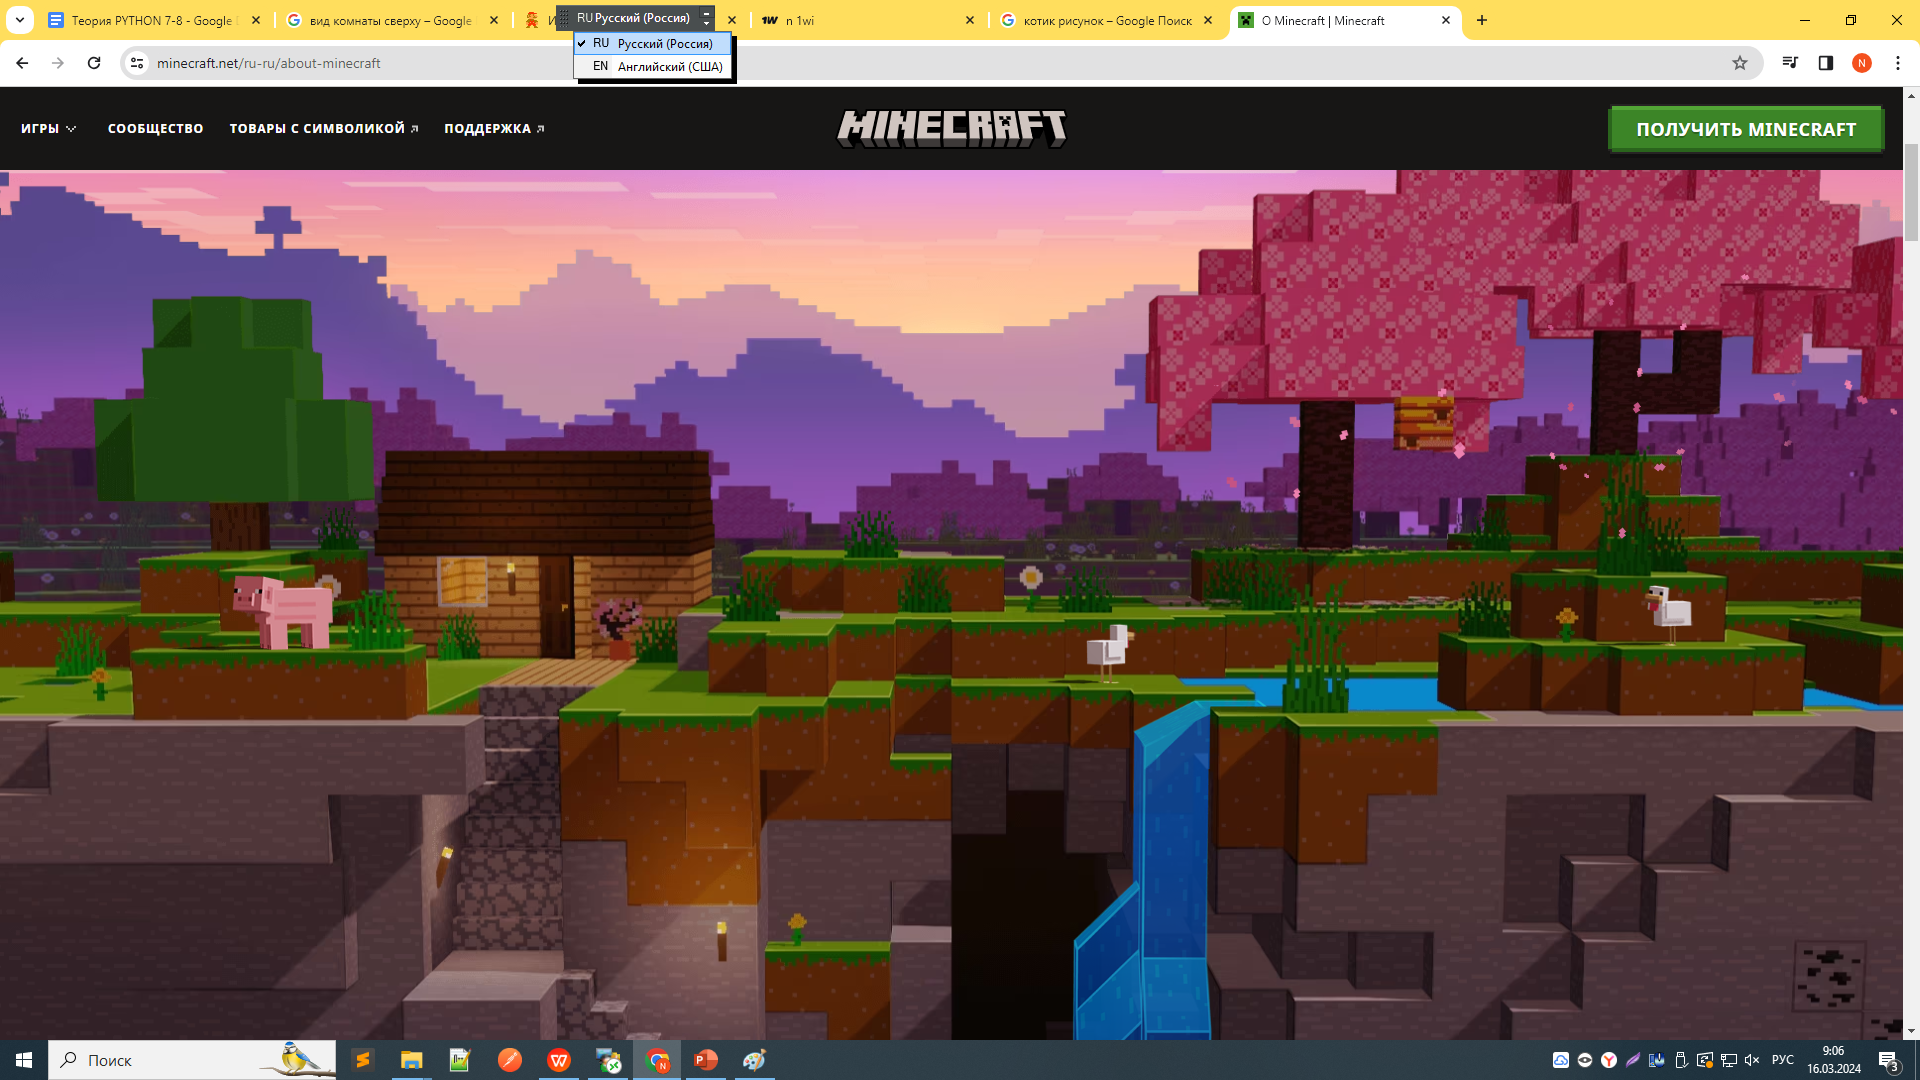 Теория PYTHON 7-8 - Google
вид комнаты сверху – Google
RU Русский (Россия)
n 1wi
котик рисунок – Google Поиск
О Minecraft | Minecraft
RU Русский (Россия)
EN Английский (США)
minecraft.net/ru-ru/about-minecraft
N
ИГРЫ
СООБЩЕСТВО
ТОВАРЫ С СИМВОЛИКОЙ
ПОДДЕРЖКА
MINECRAFT
ПОЛУЧИТЬ MINECRAFT
Поиск
РУС
9:06
16.03.2024
3